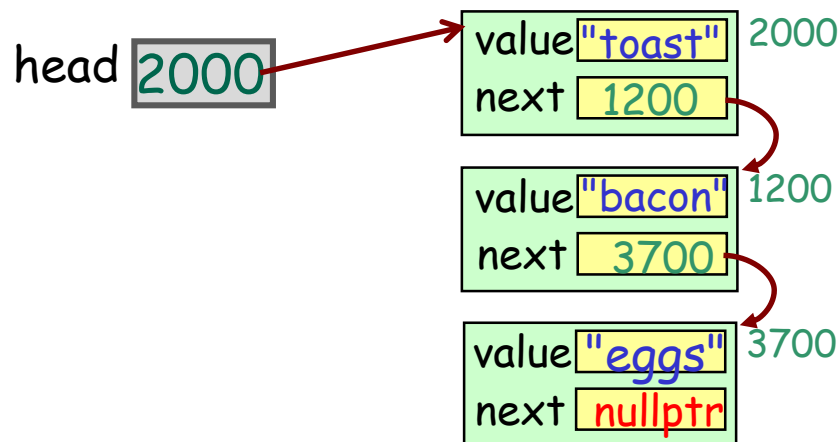 head 2000
value "toast" 2000
next 1200
value "bacon" 1200
next 3700
value "eggs" 3700
next nullptr